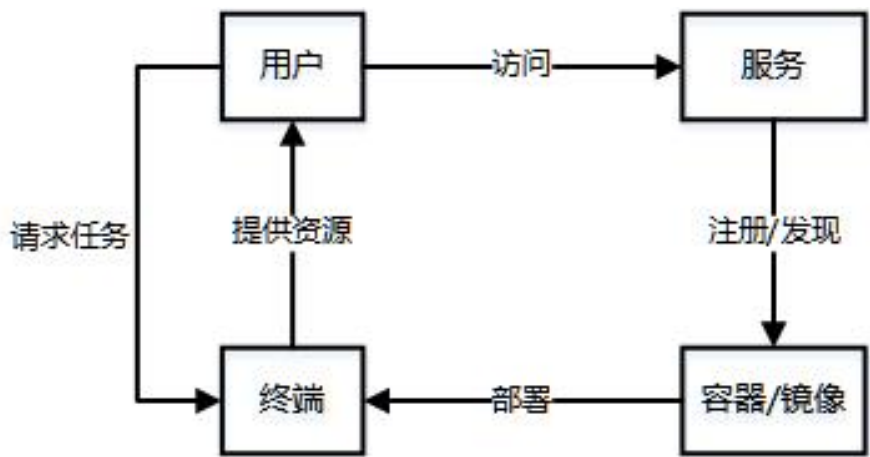 用户
访问
服务
请求任务
提供资源
注册/发现
终端
部署
容器/镜像